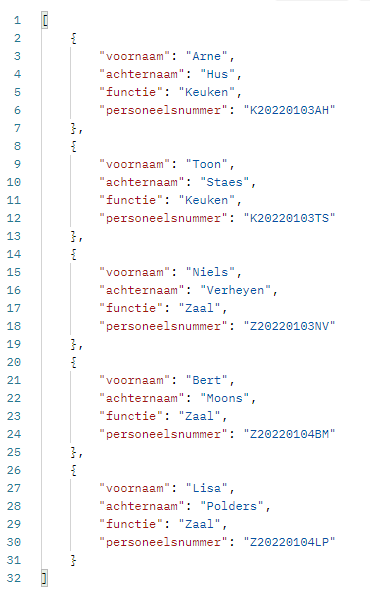 1 [
2 {
3 "voornaam": "Arne",
4 "achternaam": "Hus",
5 "functie": "Keuken",
6 "personeelsnummer": "K20220103AH"
7 },
8 {
9 "voornaam": "Toon",
10 "achternaam": "Staes",
11 "functie": "Keuken",
12 "personeelsnummer": "K20220103TS"
13 },
14 {
15 "voornaam": "Niels",
16 "achternaam": "Verheyen",
17 "functie": "Zaal",
18 "personeelsnummer": "Z20220103NV"
19 },
20 {
21 "voornaam": "Bert",
22 "achternaam": "Moons",
23 "functie": "Zaal",
24 "personeelsnummer": "Z20220104BM"
25 },
26 {
27 "voornaam": "Lisa",
28 "achternaam": "Polders",
29 "functie": "Zaal",
30 "personeelsnummer": "Z20220104LP"
31 }
32 ]